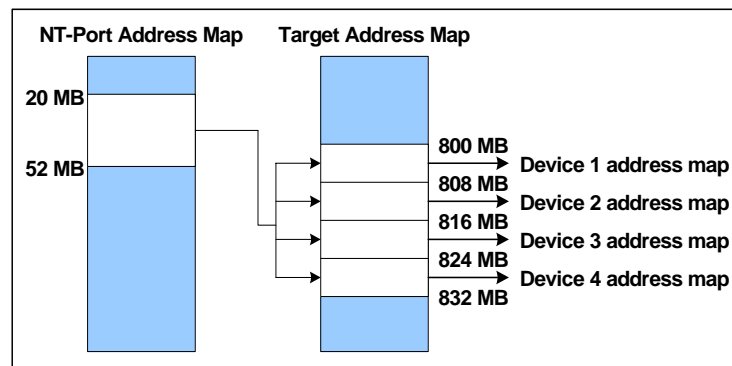 NT-Port Address Map
Target Address Map
20 MB
52 MB
800 MB
Device 1 address map
808 MB
Device 2 address map
816 MB
Device 3 address map
824 MB
Device 4 address map
832 MB